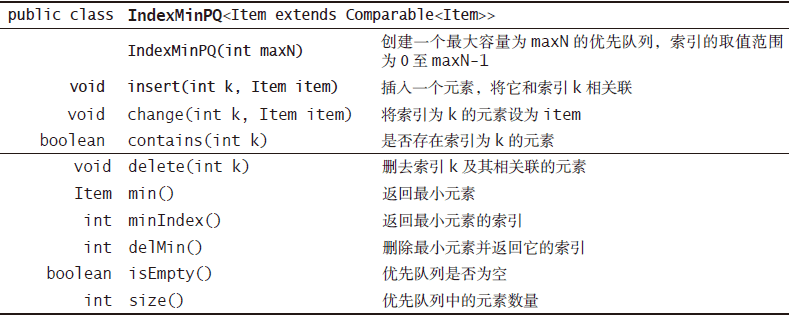 public class IndexMinPQ<Item extends Comparable<Item>>
IndexMinPQ(int maxN) 创建一个最大容量为 maxN 的优先队列，索引的取值范围
为 0 至 maxN-1
void insert(int k, Item item) 插入一个元素，将它和索引 k 相关联
void change(int k, Item item) 将索引为 k 的元素设为 item
boolean contains(int k) 是否存在索引为 k 的元素
void delete(int k) 删去索引 k 及其相关联的元素
Item min() 返回最小元素
int minIndex() 返回最小元素的索引
int delMin() 删除最小元素并返回它的索引
boolean isEmpty() 优先队列是否为空
int size() 优先队列中的元素数量